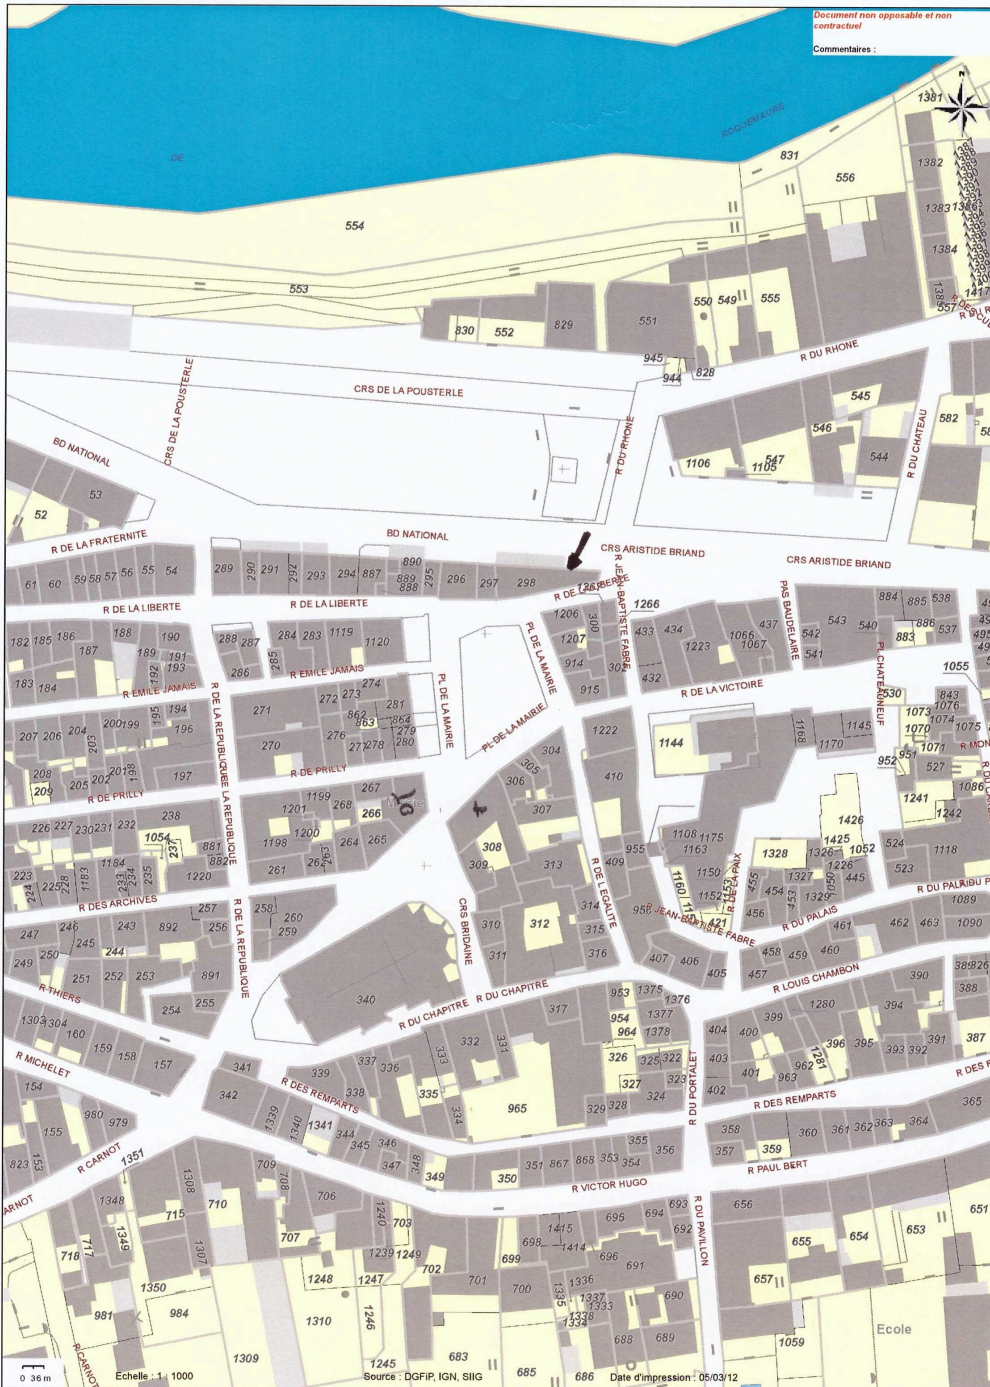 Document non opposable et non
contractuel
Commentaires :
N
1381
ROQUEMAURE
DE
831
556
1382
554
1383
1384
553
550 549 555
551
1385
1417
557
830 552 829
R DU RHONE
945
944
828
CRS DE LA POUSTERLE
CRS DE LA POUSTERLE
545
582
546
R DU CHATEAU
BD NATIONAL
R DU RHONE
1106
1105
547
544
53
52
R DE LA FRATERNITE
BD NATIONAL
CRS ARISTIDE BRIAND
CRS ARISTIDE BRIAND
61 60 59 58 57 56 55 54
289 290 291 292 293 294 887 890 889 888 295 296 297 298
R DE LA LIBERTE
R DE LA LIBERTE
R JEAN-BAPTISTE FABRE
1266
PAS BAUDELAIRE
884 885 538
1206
300
433 434
1066
437
543
540
886
883
537
182 185 186 187 188 189 190 191 192 193
288 287 284 283 1119 1120
286 285
PL DE LA MAIRIE
1207
914
915
432
1223
1067
542
541
PL CHATEAUNEUF
1055
183 184
R EMILE JAMAIS
R EMILE JAMAIS
R DE LA VICTOIRE
530
843
207 206 204 203 200 199 195 194 196
R DE LA REPUBLIQUE
271 272 273 274 281
862 863 864 279
PL DE LA MAIRIE
PL DE LA MAIRIE
1222
1144
1168
1145
1170
1073 1076
1074 1075
1070
1071
208 209 205 202 201 198 197
270 276 277 278 280
304
305
306
410
951
952
527
R DE PRILLY
R DE PRILLY
1241
1086
1242
226 227 230 231 232 238
1199 1201 268 267 266
307
1108 1175
1163
1426
1425
1054 237 881 882
1200 1198 264 265
308
309
313
955
409
1328
1326
1052
524
1118
223 224 225 228 1183 1184 233 234 235 1220
261
R DE L EGALITE
1150
1160
1152
1153
R DE LA PAIX
455
1327
1226
1050
1329
445
523
R DES ARCHIVES
R DE LA REPUBLIQUE
258 260 259
CRS BRIDAINE
314
315
421
454 453
456
R DU PALAIS
1089
247 246 243 892 257 256
310
312
R JEAN-BAPTISTE FABRE
461
462 463 1090
250 245 244
249
251 252 253 891
311
316
407 406 405
458 459 460
457
R LOUIS CHAMBON
R THIERS
254 255
340
R DU CHAPITRE
R DU CHAPITRE
390
388
1303 1304 160 159 158 157
332 331 317
953 1375 1376
954 1377
964 1378
404 400 399 1280 394
396 395 393 392 391
387
R MICHELET
341
339
337 336 333
326 325 322
403
401 962 963 1281
154
342
R DES REMPARTS
338
335
334
965
327
323
324
329 328
402
R DU PORTALET
R DES REMPARTS
365
980 979
155
1339 1340 1341 344 345 346 347 348
358 357 359 360 361 362 363 364
823 153
R CARNOT
349
350 351 867 868 353 354 355 356
R PAUL BERT
1351
R VICTOR HUGO
1348 1308 709 708 706 1240 703
715 710
695 694 693 692
R DU PAVILLON
656
651
718 717 1349 1307 707
1239 1249 702
699 698 1415 1414
696
691
655 654 653
1350
981 984
1248 1247
701 700
1335 1336 1337 1333 1338 1334
690
657
1310 1246
1309
1245 683 685 686
688 689
1059
Ecole
R CARNOT
0 36 m
Echelle : 1 : 1000
Source : DGFiP, IGN, SIIG
Date d'impression : 05/03/12